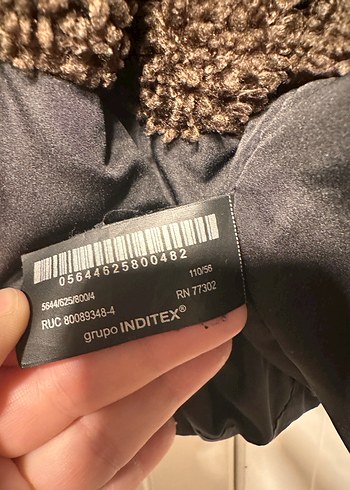 05644625800482
5644/625/800/4 110/56
RUC 80089348-4 RN 77302
grupo INDITEX®